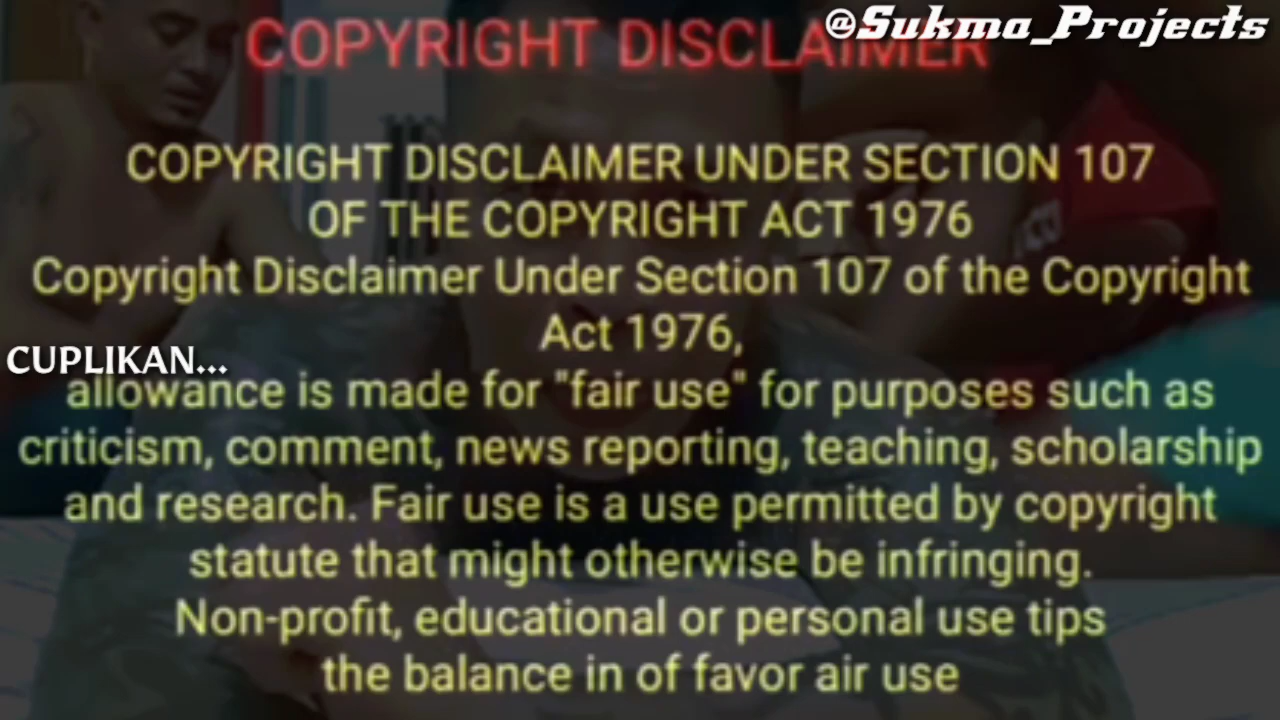 @Sukma_Projects
COPYRIGHT DISCLAIMER
COPYRIGHT DISCLAIMER UNDER SECTION 107
OF THE COPYRIGHT ACT 1976
Copyright Disclaimer Under Section 107 of the Copyright
Act 1976,
CUPLIKAN...
allowance is made for "fair use" for purposes such as
criticism, comment, news reporting, teaching, scholarship
and research. Fair use is a use permitted by copyright
statute that might otherwise be infringing.
Non-profit, educational or personal use tips
the balance in of favor air use